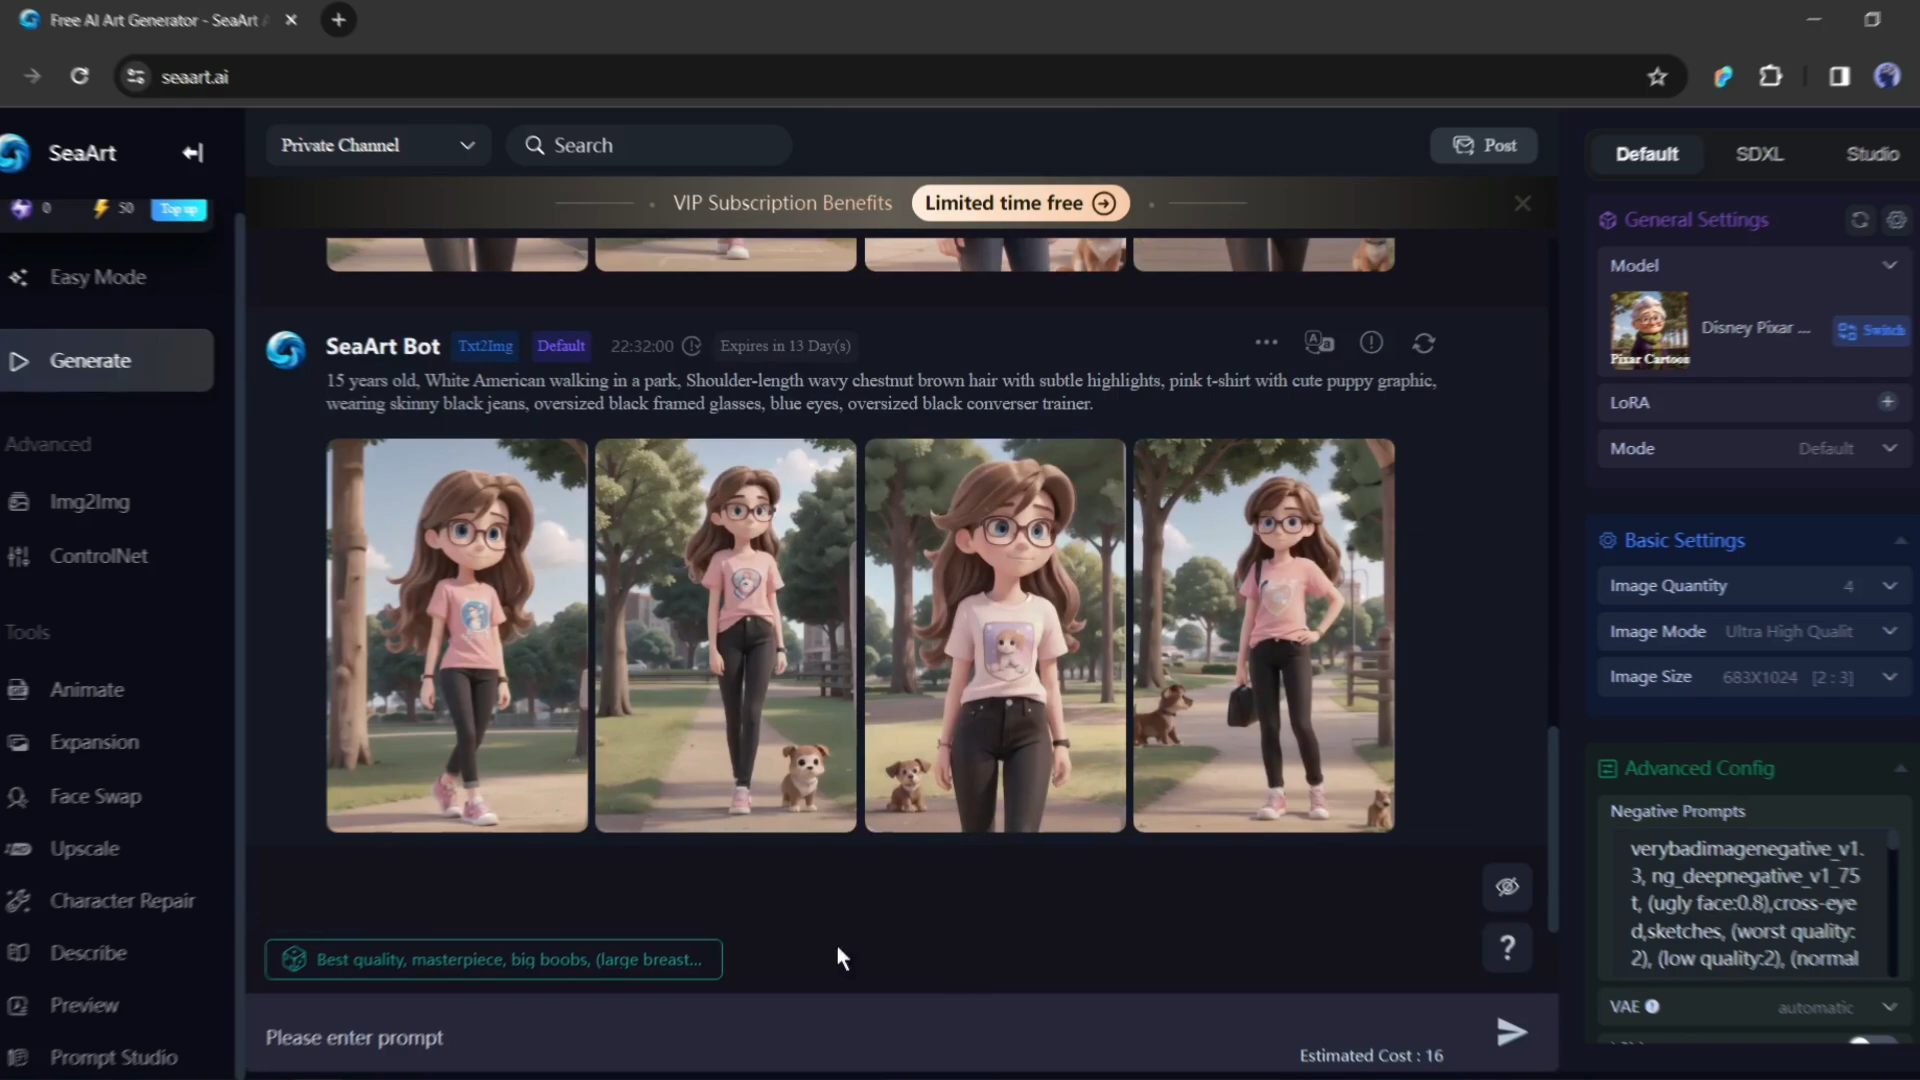 Free AI Art Generator - SeaArt A
seaart.ai
SeaArt
Private Channel
Search
Post
Default
SDXL
Studio
0
50
Top up
VIP Subscription Benefits
Limited time free
General Settings
Model
Disney Pixar ...
Switch
Pixar Cartoon
LoRA
Mode
Default
Easy Mode
Generate
Advanced
Img2Img
ControlNet
Tools
Animate
Expansion
Face Swap
Upscale
Character Repair
Describe
Preview
Prompt Studio
SeaArt Bot
Txt2Img
Default
22:32:00
Expires in 13 Day(s)
15 years old, White American walking in a park, Shoulder-length wavy chestnut brown hair with subtle highlights, pink t-shirt with cute puppy graphic,
wearing skinny black jeans, oversized black framed glasses, blue eyes, oversized black converser trainer.
Basic Settings
Image Quantity
4
Image Mode
Ultra High Qualit
Image Size
683X1024
[2 : 3]
Advanced Config
Negative Prompts
verybadimagenegative_v1.
3, ng_deepnegative_v1_75
t, (ugly face:0.8),cross-eye
d,sketches, (worst quality:
2), (low quality:2), (normal
VAE
automatic
Best quality, masterpiece, big boobs, (large breast...
?
Please enter prompt
Estimated Cost : 16